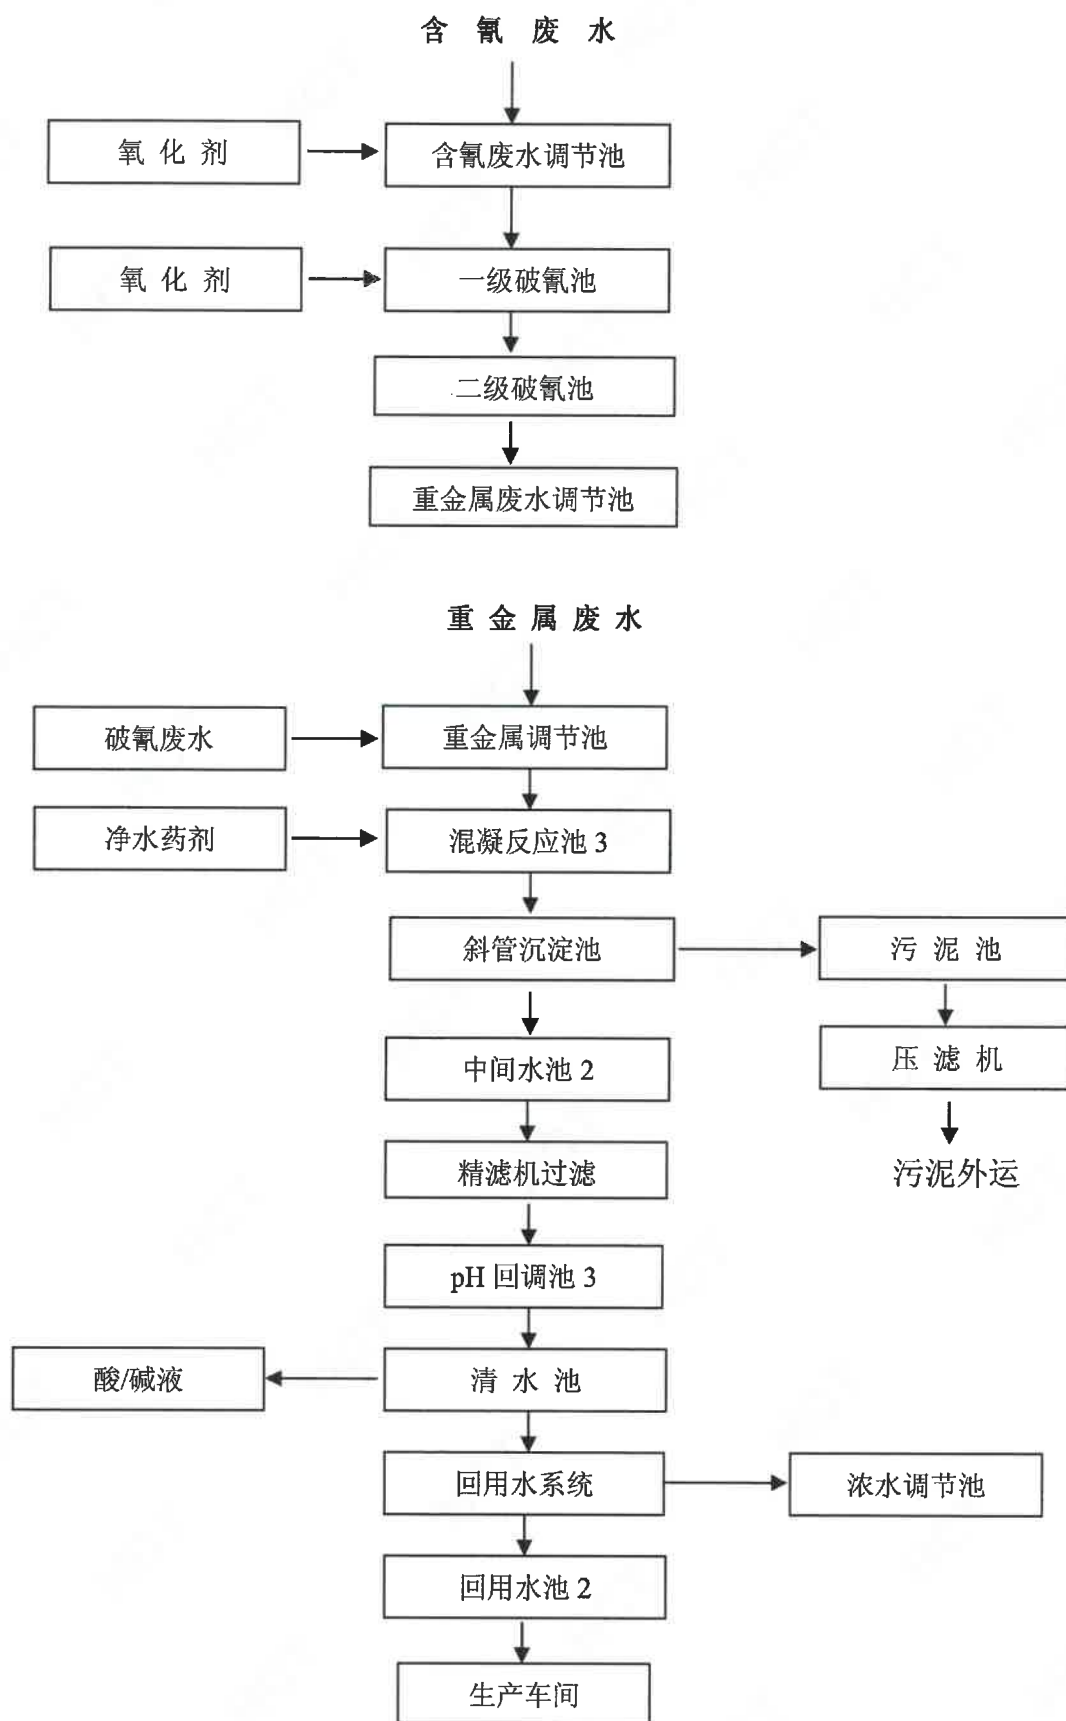 含 氰 废 水
氧 化 剂
含氰废水调节池
氧 化 剂
一级破氰池
二级破氰池
重金属废水调节池
重 金 属 废 水
破氰废水
重金属调节池
净水药剂
混凝反应池 3
斜管沉淀池
污 泥 池
中间水池 2
压 滤 机
精滤机过滤
污泥外运
pH 回调池 3
酸/碱液
清 水 池
回用水系统
浓水调节池
回用水池 2
生产车间